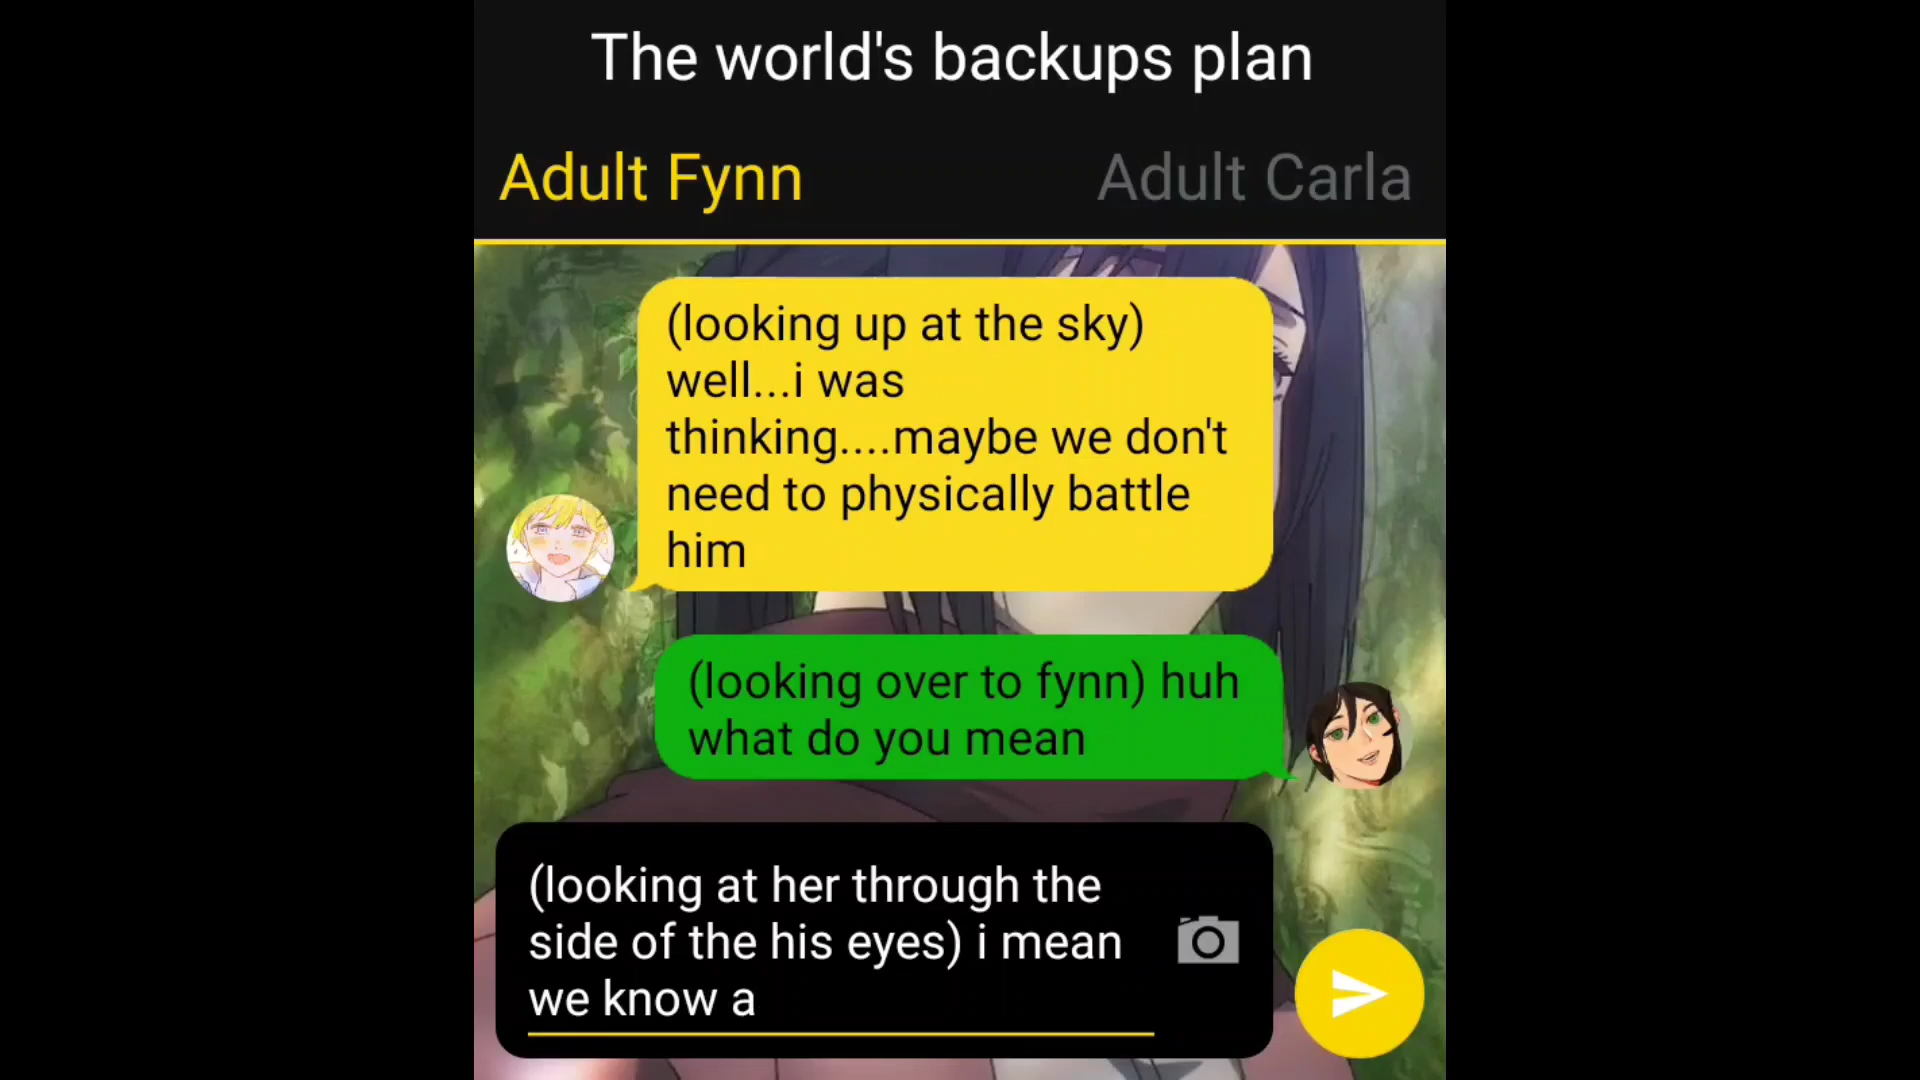 The world's backups plan
Adult Fynn
Adult Carla
(looking up at the sky)
well...i was
thinking....maybe we don't
need to physically battle
him
(looking over to fynn) huh
what do you mean
(looking at her through the
side of the his eyes) i mean
we know a